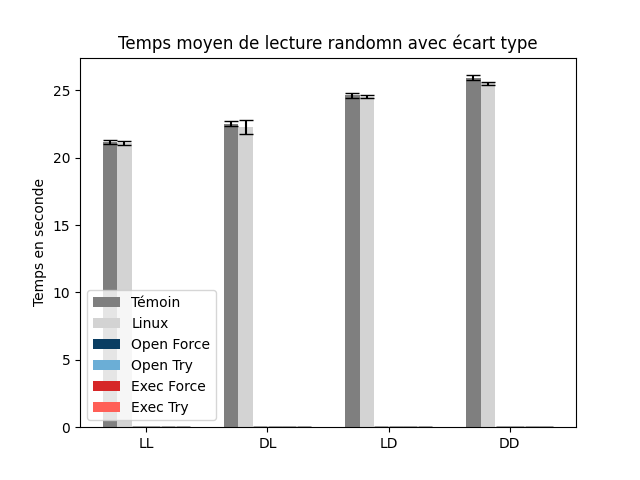 Temps moyen de lecture randomn avec écart type
Temps en seconde
25
20
15
10
5
0
Témoin
Linux
Open Force
Open Try
Exec Force
Exec Try
LL DL LD DD